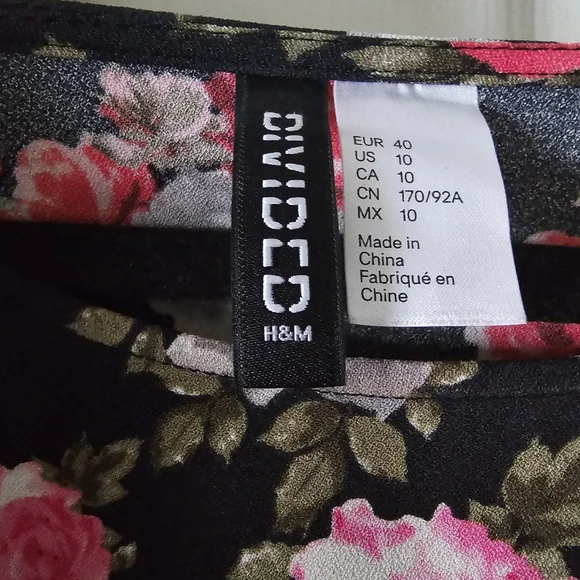 DIVIDED
H&M
EUR 40
US 10
CA 10
CN 170/92A
MX 10
Made in
China
Fabriqué en
Chine